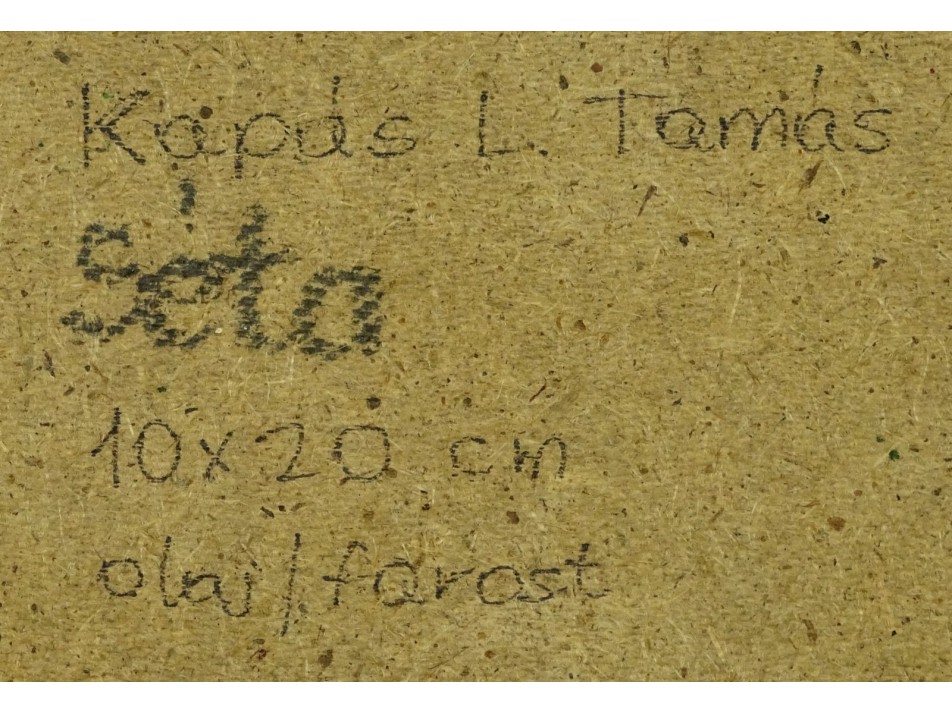 Kapás L. Tamás
Séta
10x20 cm
olaj/farost